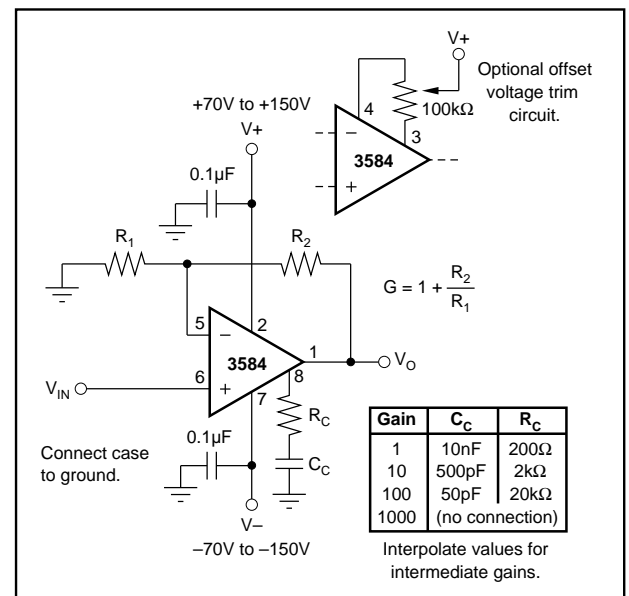 V+
Optional offset
voltage trim
circuit.
4
100kΩ
3
–
3584
+
+70V to +150V
V+
0.1µF
R1
R2
G = 1 + R2/R1
5
–
2
3584
1
VO
6
+
8
7
VIN
RC
0.1µF
CC
Connect case
to ground.
V–
–70V to –150V
Gain CC RC
1 10nF 200Ω
10 500pF 2kΩ
100 50pF 20kΩ
1000 (no connection)
Interpolate values for
intermediate gains.